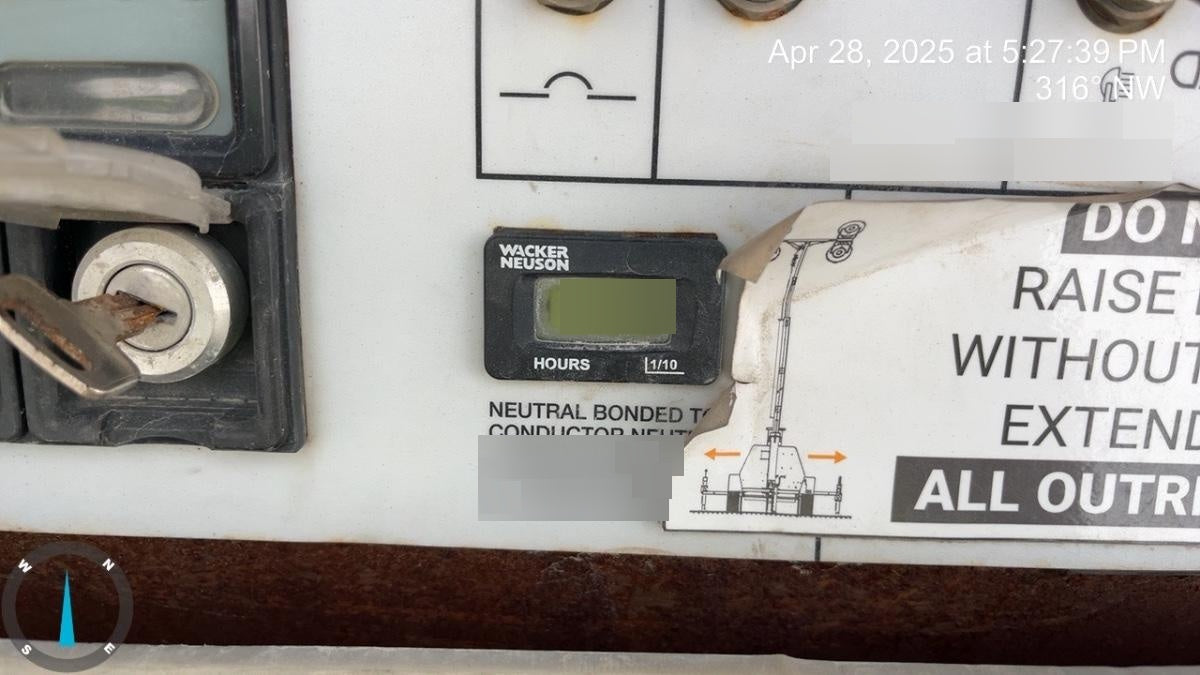 Apr 28, 2025 at 5:27:39 PM
316° NW
WACKER
NEUSON
HOURS 1/10
NEUTRAL BONDED
CONDUCTOR
DO
RAISE
WITHOUT
EXTEND
ALL
W N
S E